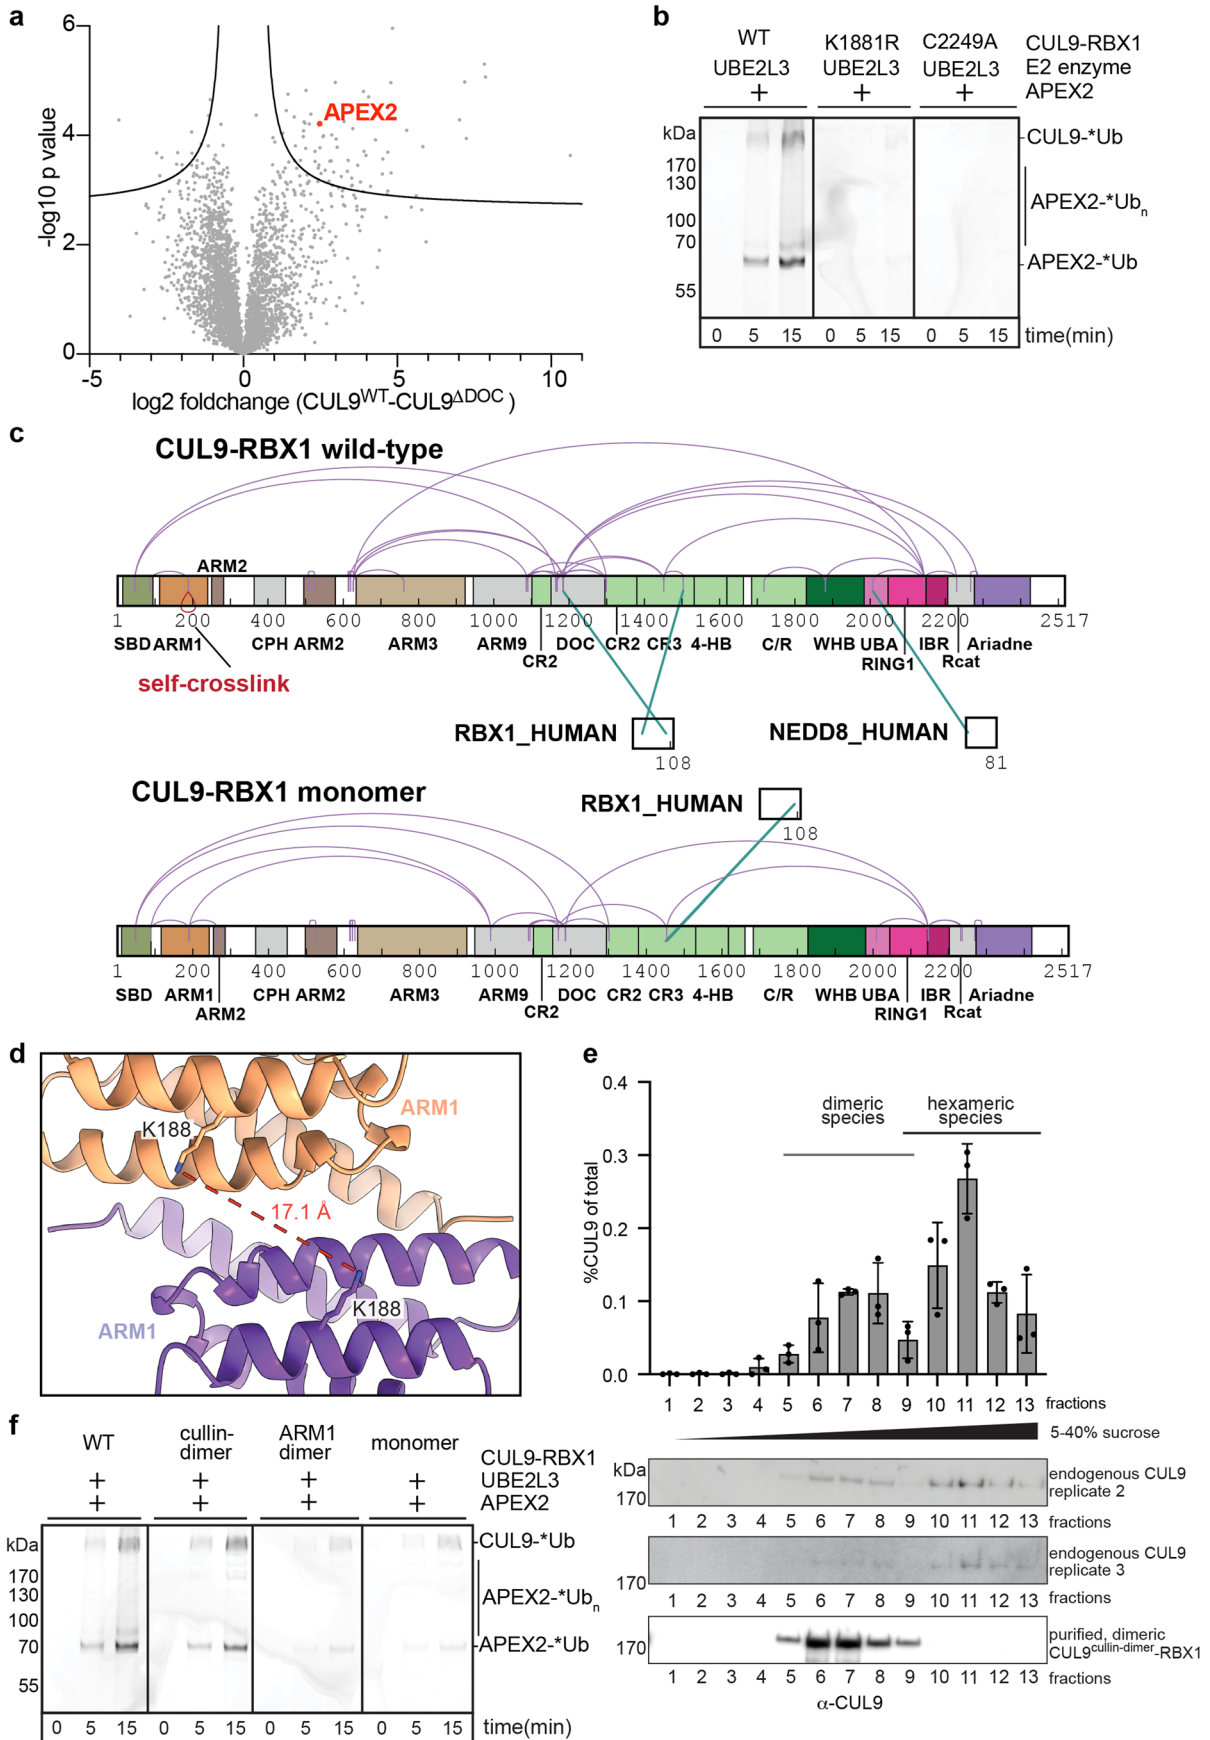 a
6
4
2
0
-log10 p value
APEX2
-5 0 5 10
log2 foldchange (CUL9WT-CUL9ΔDOC)
b
WT K1881R C2249A CUL9-RBX1
UBE2L3 UBE2L3 UBE2L3 E2 enzyme
+ + + APEX2
kDa
170
130
100
70
55
CUL9-*Ub
APEX2-*Ubn
APEX2-*Ub
0 5 15 0 5 15 0 5 15 time(min)
c
CUL9-RBX1 wild-type
ARM2
1 200 400 600 800 1000 1200 1400 1600 1800 2000 2200 2517
SBD ARM1 CPH ARM2 ARM3 ARM9 DOC CR2 CR3 4-HB C/R WHB UBA IBR Ariadne
CR2 RING1 Rcat
self-crosslink
RBX1_HUMAN
108
NEDD8_HUMAN
81
CUL9-RBX1 monomer
RBX1_HUMAN
108
1 200 400 600 800 1000 1200 1400 1600 1800 2000 2200 2517
SBD ARM1 CPH ARM2 ARM3 ARM9 DOC CR2 CR3 4-HB C/R WHB UBA IBR Ariadne
ARM2 CR2 RING1 Rcat
d
ARM1
K188
17.1 Å
K188
ARM1
e
0.4
0.3
0.2
0.1
0.0
%CUL9 of total
dimeric
species
hexameric
species
1 2 3 4 5 6 7 8 9 10 11 12 13 fractions
5-40% sucrose
kDa
170
endogenous CUL9
replicate 2
1 2 3 4 5 6 7 8 9 10 11 12 13 fractions
170
endogenous CUL9
replicate 3
1 2 3 4 5 6 7 8 9 10 11 12 13 fractions
170
purified, dimeric
CUL9cullin-dimer-RBX1
1 2 3 4 5 6 7 8 9 10 11 12 13 fractions
α-CUL9
f
WT cullin-dimer ARM1 dimer monomer CUL9-RBX1
+ + + + UBE2L3
+ + + + APEX2
kDa
170
130
100
70
55
CUL9-*Ub
APEX2-*Ubn
APEX2-*Ub
0 5 15 0 5 15 0 5 15 0 5 15 time(min)